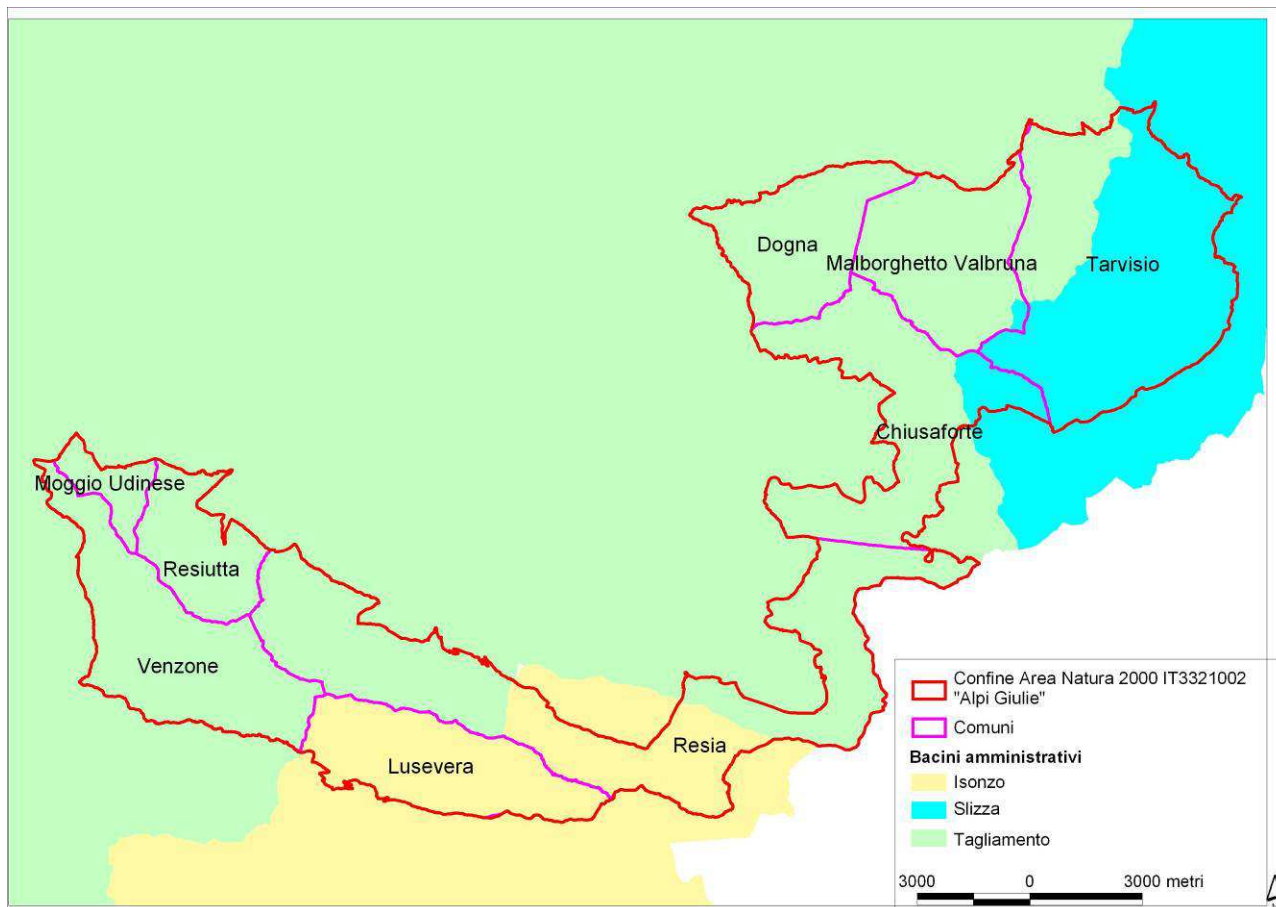 Dogna
Malborghetto Valbruna
Tarvisio
Chiusaforte
Moggio Udinese
Resiutta
Venzone
Resia
Lusevera
Confine Area Natura 2000 IT3321002
"Alpi Giulie"
Comuni
Bacini amministrativi
Isonzo
Slizza
Tagliamento
3000 0 3000 metri